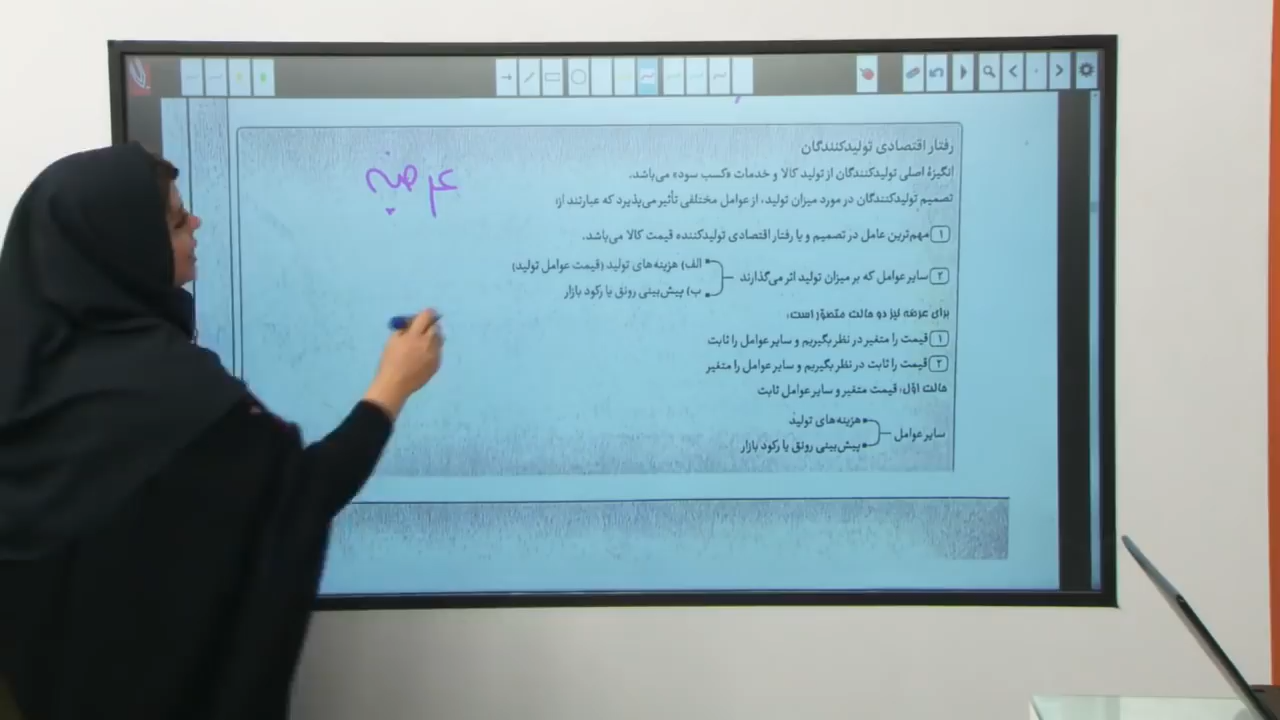 رفتار اقتصادی تولیدکنندگان
انگیزهٔ اصلی تولیدکنندگان از تولید کالا و خدمات «کسب سود» می‌باشد.
تصمیم تولیدکنندگان در مورد میزان تولید، از عوامل مختلفی تأثیر می‌پذیرد که عبارتند از:
۱ مهم‌ترین عامل در تصمیم و یا رفتار اقتصادی تولیدکننده قیمت کالا می‌باشد.
۲ سایر عوامل که بر میزان تولید اثر می‌گذارند
الف) هزینه‌های تولید (قیمت عوامل تولید)
ب) پیش‌بینی رونق یا رکود بازار
برای عرضه نیز دو حالت متصوّر است:
۱ قیمت را متغیر در نظر بگیریم و سایر عوامل را ثابت
۲ قیمت را ثابت در نظر بگیریم و سایر عوامل را متغیر
حالت اوّل: قیمت متغیر و سایر عوامل ثابت
سایر عوامل
هزینه‌های تولید
پیش‌بینی رونق یا رکود بازار
عرضه